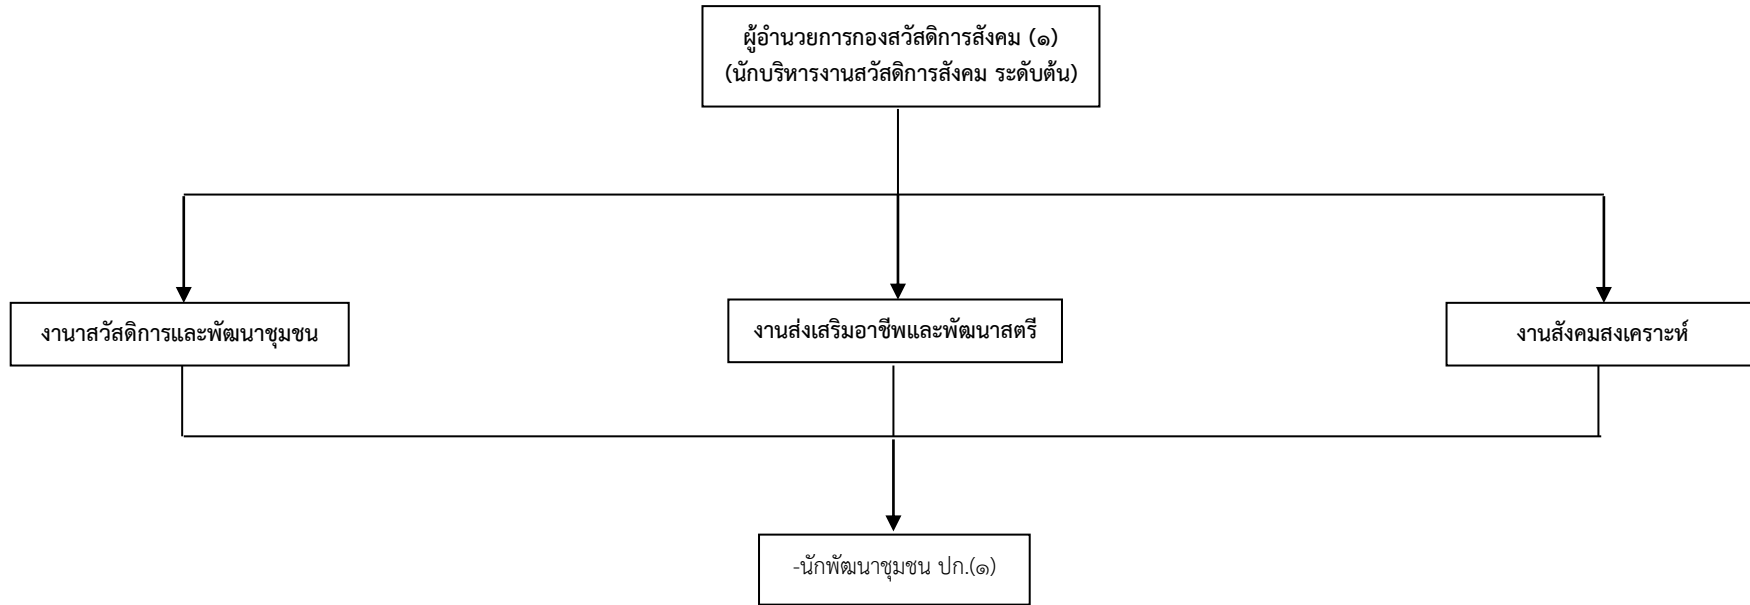 ผู้อำนวยการกองสวัสดิการสังคม (๑)
(นักบริหารงานสวัสดิการสังคม ระดับต้น)
งานาสวัสดิการและพัฒนาชุมชน
งานส่งเสริมอาชีพและพัฒนาสตรี
งานสังคมสงเคราะห์
-นักพัฒนาชุมชน ปก.(๑)